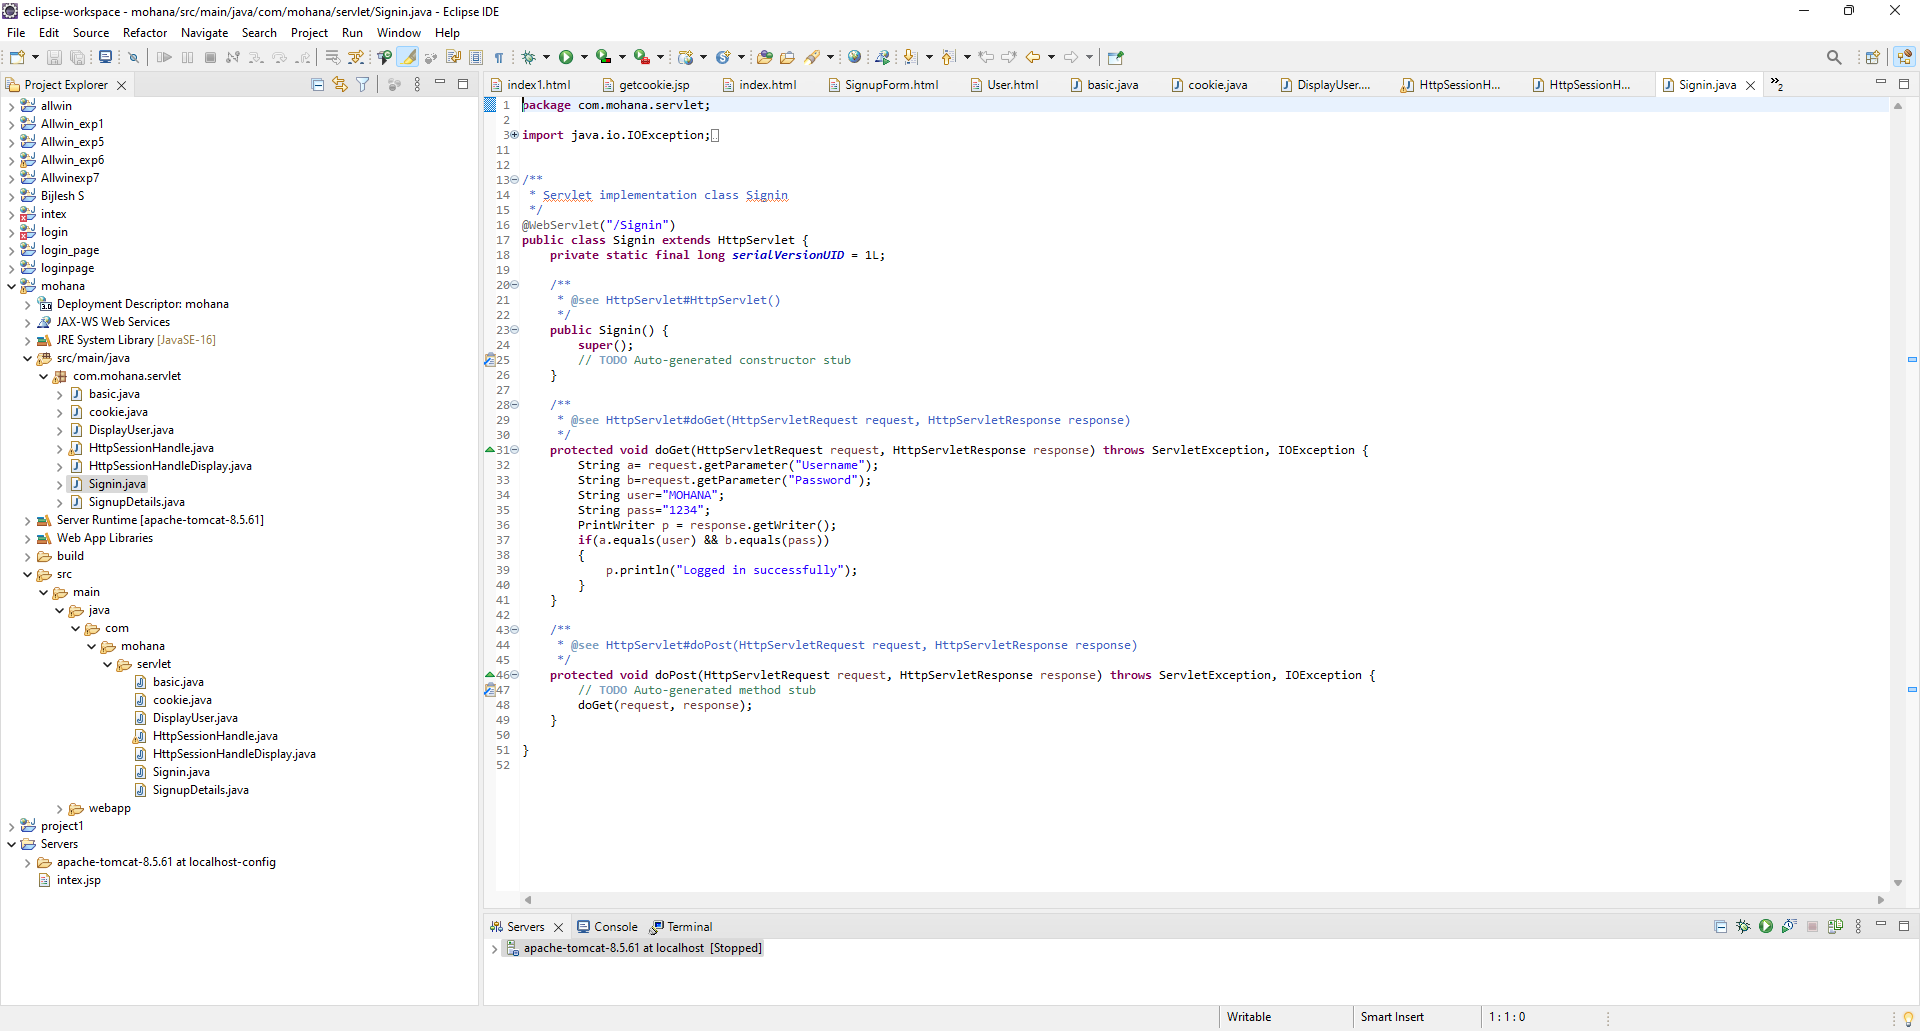 eclipse-workspace - mohana/src/main/java/com/mohana/servlet/Signin.java - Eclipse IDE
File Edit Source Refactor Navigate Search Project Run Window Help
Project Explorer
allwin
Allwin_exp1
Allwin_exp5
Allwin_exp6
Allwinexp7
Bijlesh S
intex
login
login_page
loginpage
mohana
Deployment Descriptor: mohana
JAX-WS Web Services
JRE System Library [JavaSE-16]
src/main/java
com.mohana.servlet
basic.java
cookie.java
DisplayUser.java
HttpSessionHandle.java
HttpSessionHandleDisplay.java
Signin.java
SignupDetails.java
Server Runtime [apache-tomcat-8.5.61]
Web App Libraries
build
src
main
java
com
mohana
servlet
basic.java
cookie.java
DisplayUser.java
HttpSessionHandle.java
HttpSessionHandleDisplay.java
Signin.java
SignupDetails.java
webapp
project1
Servers
apache-tomcat-8.5.61 at localhost-config
intex.jsp
index1.html getcookie.jsp index.html SignupForm.html User.html basic.java cookie.java DisplayUser.... HttpSessionH... HttpSessionH... Signin.java »2
1 package com.mohana.servlet;
2
3 import java.io.IOException;
11
12
13 /**
14  * Servlet implementation class Signin
15  */
16 @WebServlet("/Signin")
17 public class Signin extends HttpServlet {
18     private static final long serialVersionUID = 1L;
19
20     /**
21      * @see HttpServlet#HttpServlet()
22      */
23     public Signin() {
24         super();
25         // TODO Auto-generated constructor stub
26     }
27
28     /**
29      * @see HttpServlet#doGet(HttpServletRequest request, HttpServletResponse response)
30      */
31     protected void doGet(HttpServletRequest request, HttpServletResponse response) throws ServletException, IOException {
32         String a= request.getParameter("Username");
33         String b=request.getParameter("Password");
34         String user="MOHANA";
35         String pass="1234";
36         PrintWriter p = response.getWriter();
37         if(a.equals(user) && b.equals(pass))
38         {
39             p.println("Logged in successfully");
40         }
41     }
42
43     /**
44      * @see HttpServlet#doPost(HttpServletRequest request, HttpServletResponse response)
45      */
46     protected void doPost(HttpServletRequest request, HttpServletResponse response) throws ServletException, IOException {
47         // TODO Auto-generated method stub
48         doGet(request, response);
49     }
50
51 }
52
Servers Console Terminal
apache-tomcat-8.5.61 at localhost [Stopped]
Writable Smart Insert 1 : 1 : 0